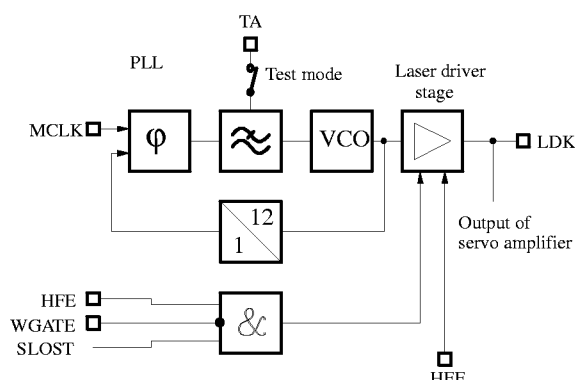 TA
PLL
Test mode
Laser driver
stage
MCLK
φ
VCO
LDK
12
1
Output of
servo amplifier
HFE
WGATE
SLOST
&
HFE